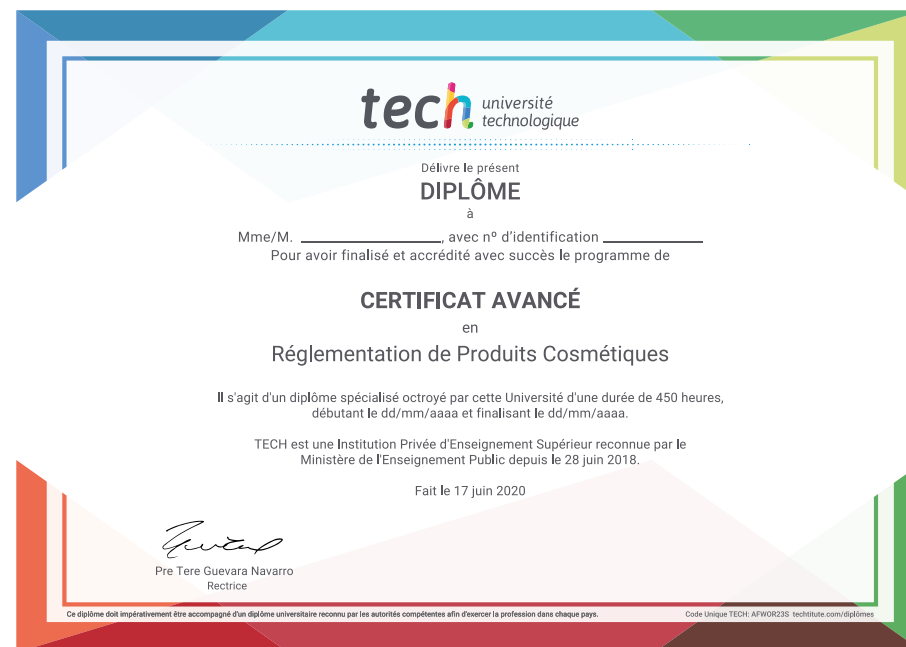 tech université
technologique
Délivre le présent
DIPLÔME
à
Mme/M. ____________________, avec nº d'identification ______________
Pour avoir finalisé et accrédité avec succès le programme de
CERTIFICAT AVANCÉ
en
Réglementation de Produits Cosmétiques
Il s'agit d'un diplôme spécialisé octroyé par cette Université d'une durée de 450 heures,
débutant le dd/mm/aaaa et finalisant le dd/mm/aaaa.
TECH est une Institution Privée d'Enseignement Supérieur reconnue par le
Ministère de l'Enseignement Public depuis le 28 juin 2018.
Fait le 17 juin 2020
Pre Tere Guevara Navarro
Rectrice
Ce diplôme doit impérativement être accompagné d'un diplôme universitaire reconnu par les autorités compétentes afin d'exercer la profession dans chaque pays.
Code Unique TECH: AFWOR23S techtitute.com/diplômes